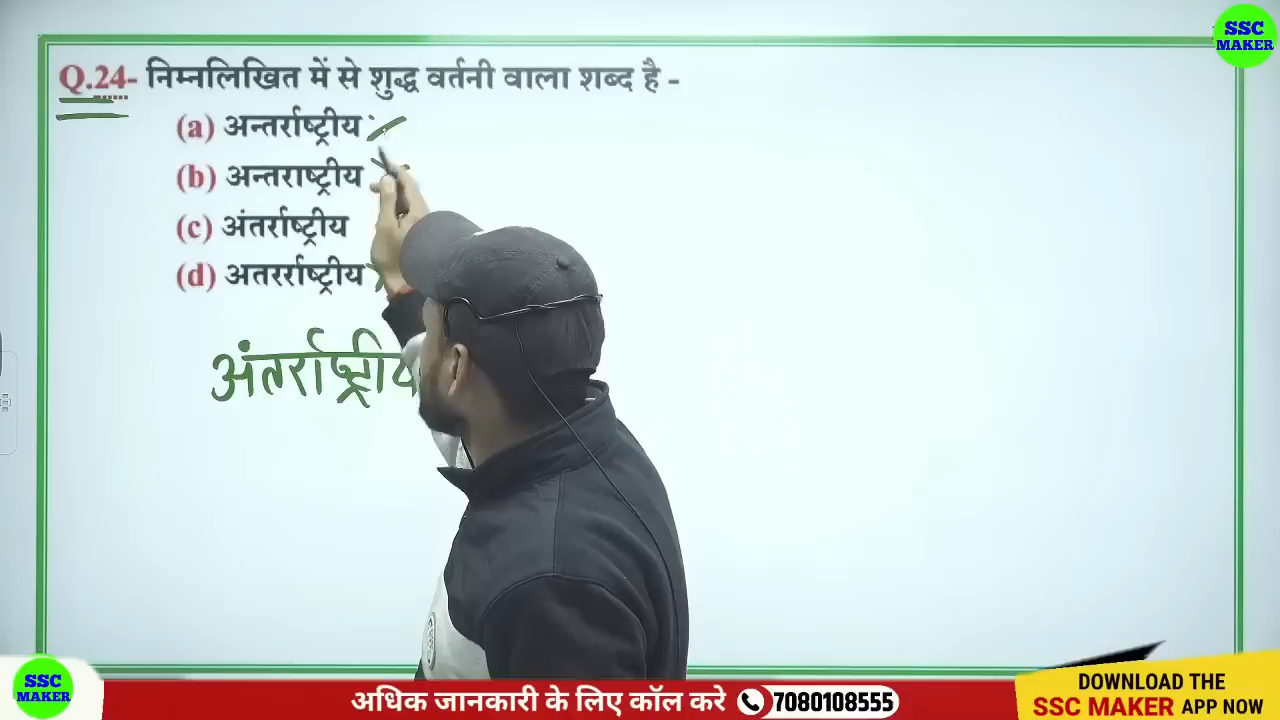 SSC
MAKER
Q.24- निम्नलिखित में से शुद्ध वर्तनी वाला शब्द है -
(a) अन्तर्राष्ट्रीय
(b) अन्तराष्ट्रीय
(c) अंतर्राष्ट्रीय
(d) अतरर्राष्ट्रीय
अंतर्राष्ट्रीय
SSC
MAKER
अधिक जानकारी के लिए कॉल करे 7080108555
DOWNLOAD THE
SSC MAKER APP NOW